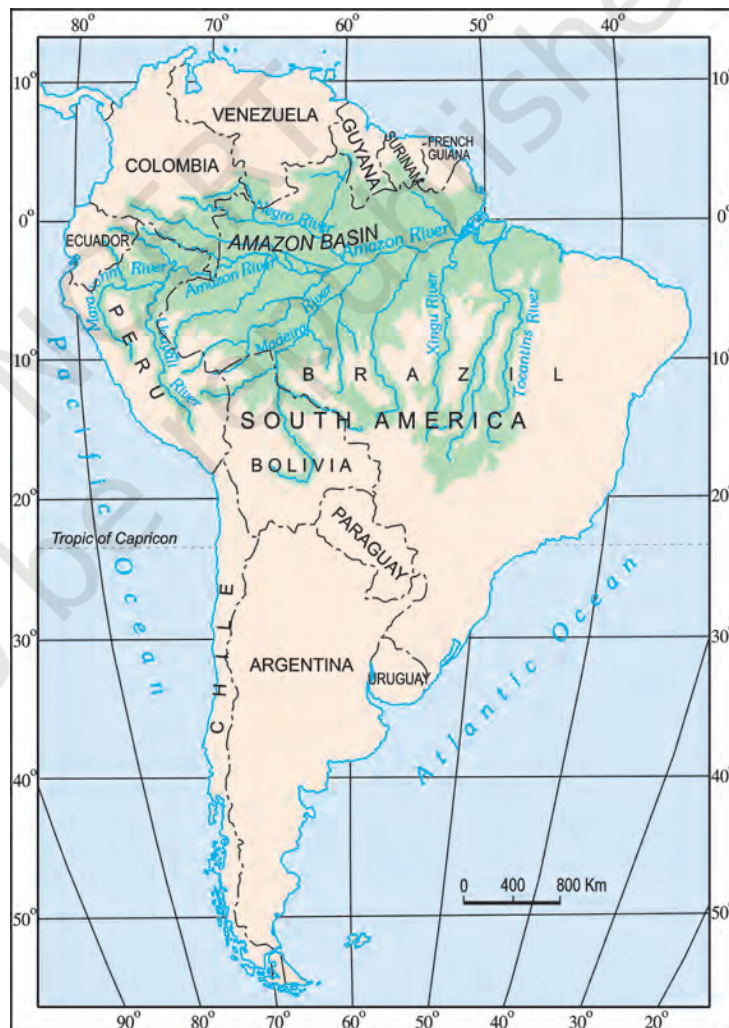 80° 70° 60° 50° 40°
10° 10°
VENEZUELA
GUYANA
SURINAM
FRENCH
GUIANA
COLOMBIA
Negro River
0° 0°
ECUADOR
AMAZON BASIN
Amazon River
Amazon River
River
Ucayali River
Madeira River
Xingu River
Tocantins River
PERU
10° 10°
BRAZIL
SOUTH AMERICA
BOLIVIA
20° 20°
PARAGUAY
Tropic of Capricon
Pacific Ocean
30° 30°
CHILE
ARGENTINA
URUGUAY
Atlantic Ocean
40° 40°
0 400 800 Km
50° 50°
90° 80° 70° 60° 50° 40° 30° 20°